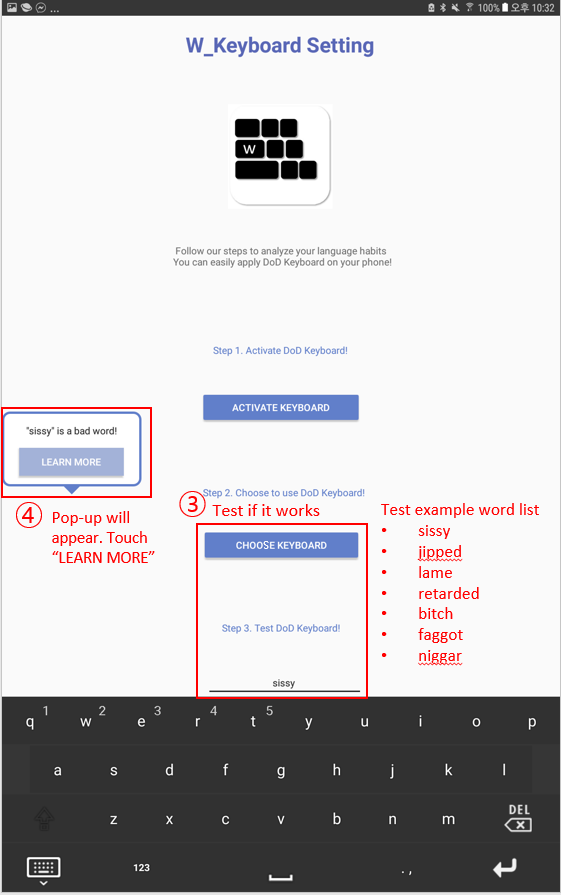 ... 100% 오후 10:32
W_Keyboard Setting
W
Follow our steps to analyze your language habits
You can easily apply DoD Keyboard on your phone!
Step 1. Activate DoD Keyboard!
ACTIVATE KEYBOARD
"sissy" is a bad word!
LEARN MORE
④ Pop-up will
appear. Touch
“LEARN MORE”
Step 2. Choose to use DoD Keyboard!
③ Test if it works
CHOOSE KEYBOARD
Step 3. Test DoD Keyboard!
sissy
Test example word list
• sissy
• jipped
• lame
• retarded
• bitch
• faggot
• niggar
q 1 w 2 e 3 r 4 t 5 y u i o p
a s d f g h j k l
z x c v b n m DEL
123 . ,